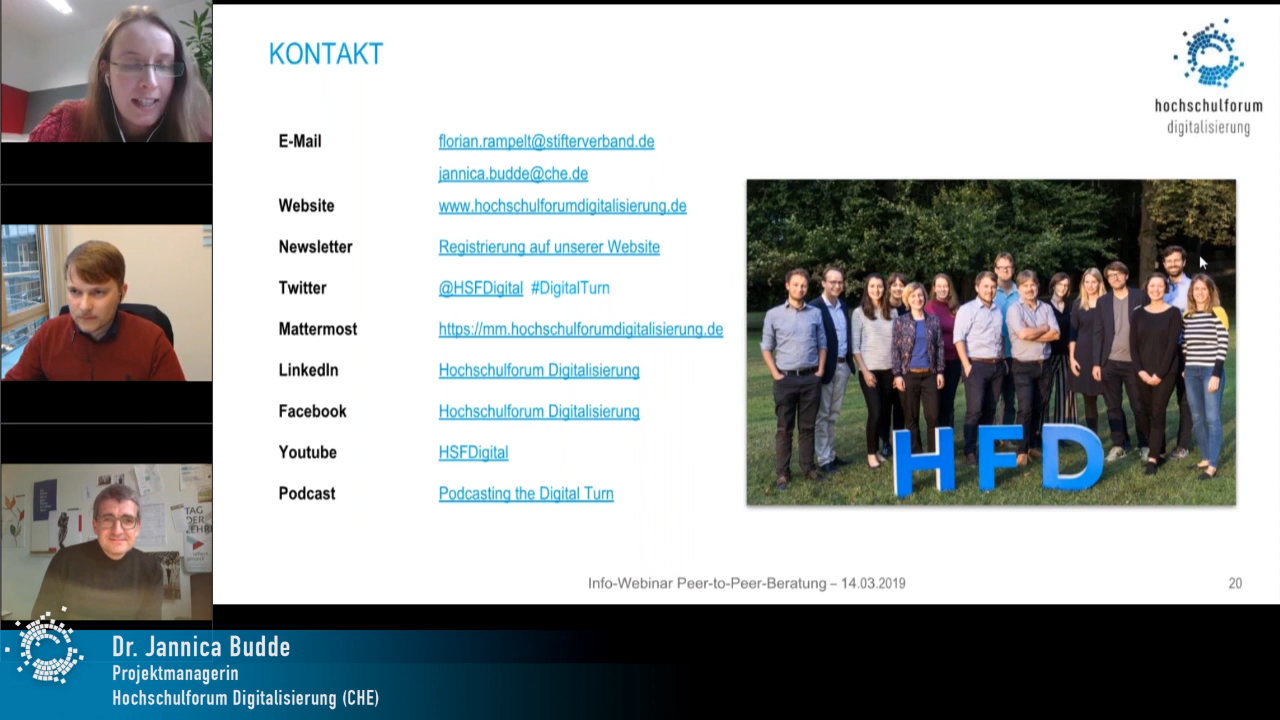 KONTAKT
hochschulforum
digitalisierung
E-Mail florian.rampelt@stifterverband.de
jannica.budde@che.de
Website www.hochschulforumdigitalisierung.de
Newsletter Registrierung auf unserer Website
Twitter @HSFDigital #DigitalTurn
Mattermost https://mm.hochschulforumdigitalisierung.de
LinkedIn Hochschulforum Digitalisierung
Facebook Hochschulforum Digitalisierung
Youtube HSFDigital
Podcast Podcasting the Digital Turn
HFD
Info-Webinar Peer-to-Peer-Beratung – 14.03.2019 20
TAG
DER
Dr. Jannica Budde
Projektmanagerin
Hochschulforum Digitalisierung (CHE)